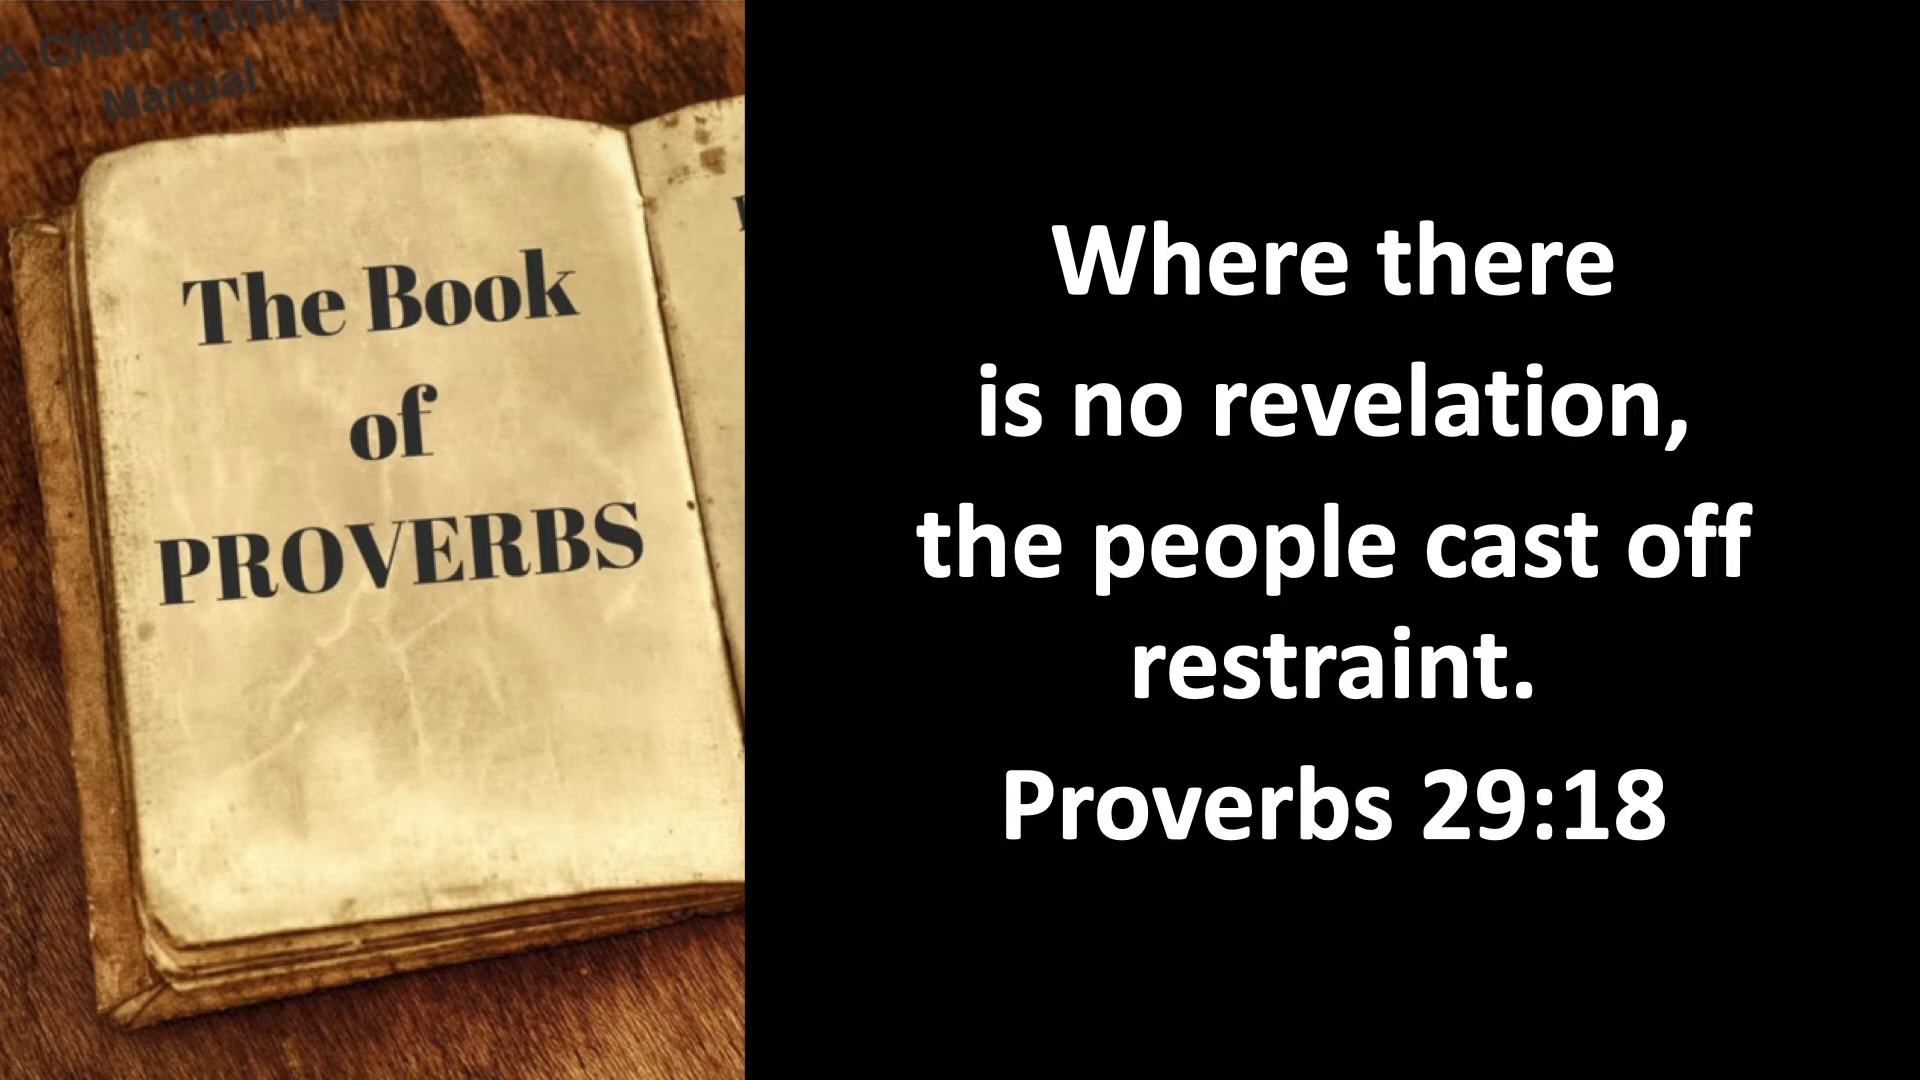 A Child Training
Manual
The Book
of
PROVERBS
Where there
is no revelation,
the people cast off
restraint.
Proverbs 29:18